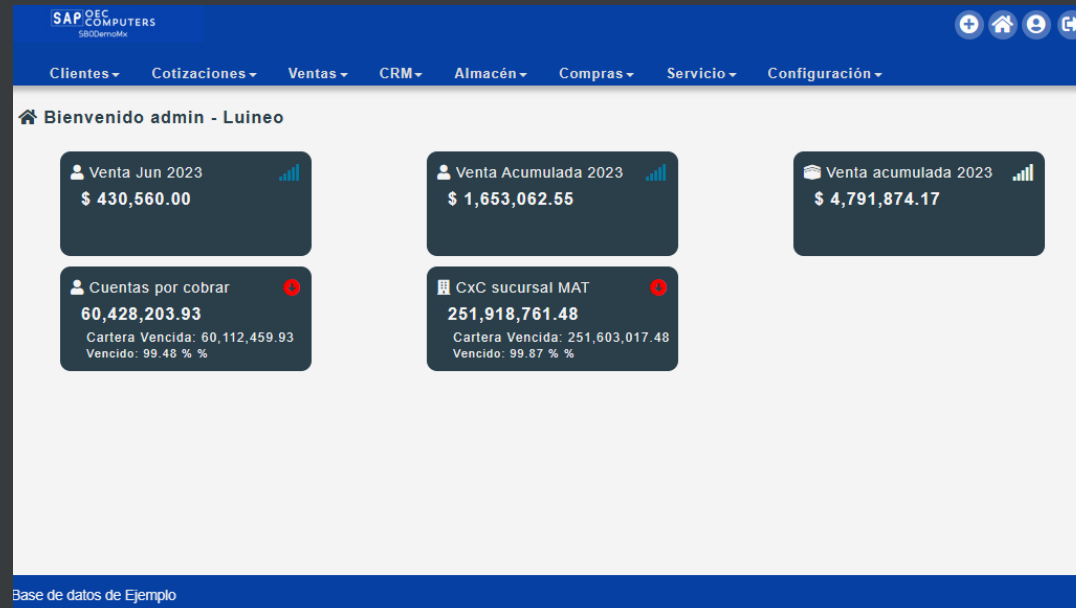 SAP OEC COMPUTERS
SBODemoMx
Clientes Cotizaciones Ventas CRM Almacén Compras Servicio Configuración
Bienvenido admin - Luineo
Venta Jun 2023
$ 430,560.00
Venta Acumulada 2023
$ 1,653,062.55
Venta acumulada 2023
$ 4,791,874.17
Cuentas por cobrar
60,428,203.93
Cartera Vencida: 60,112,459.93
Vencido: 99.48 % %
CxC sucursal MAT
251,918,761.48
Cartera Vencida: 251,603,017.48
Vencido: 99.87 % %
Base de datos de Ejemplo